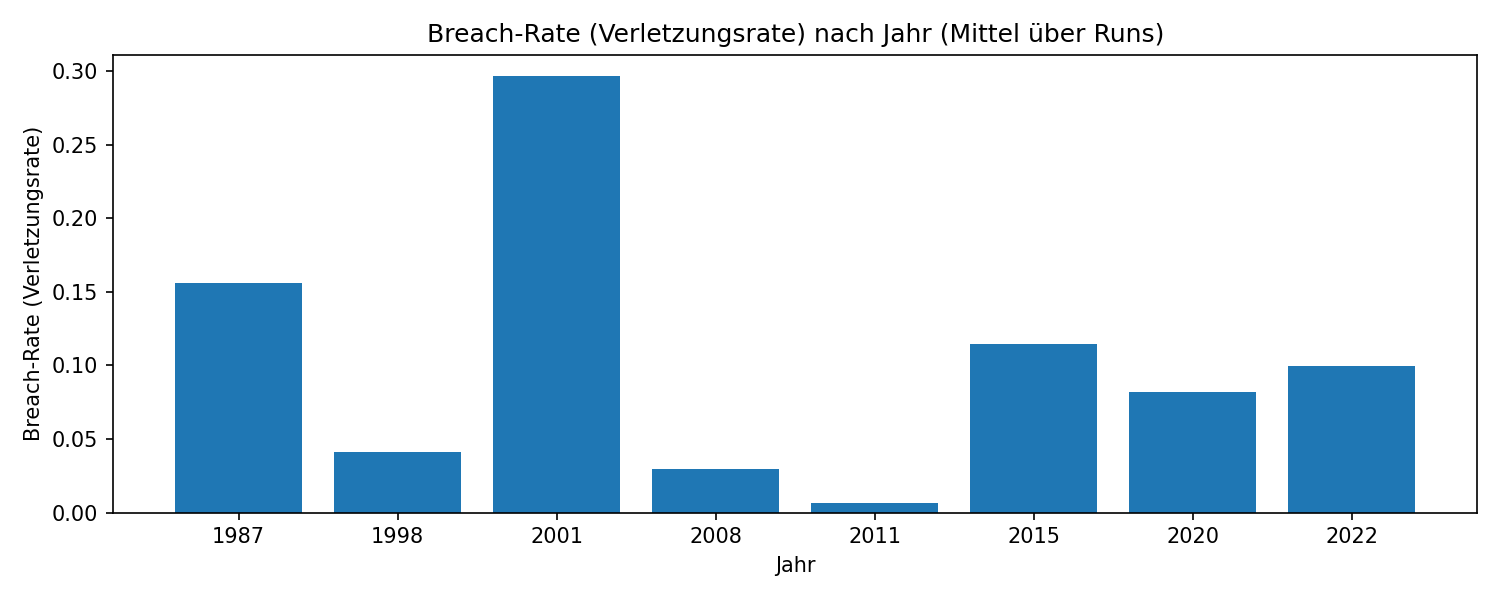 Breach-Rate (Verletzungsrate) nach Jahr (Mittel über Runs)
Breach-Rate (Verletzungsrate)
0.30
0.25
0.20
0.15
0.10
0.05
0.00
1987 1998 2001 2008 2011 2015 2020 2022
Jahr